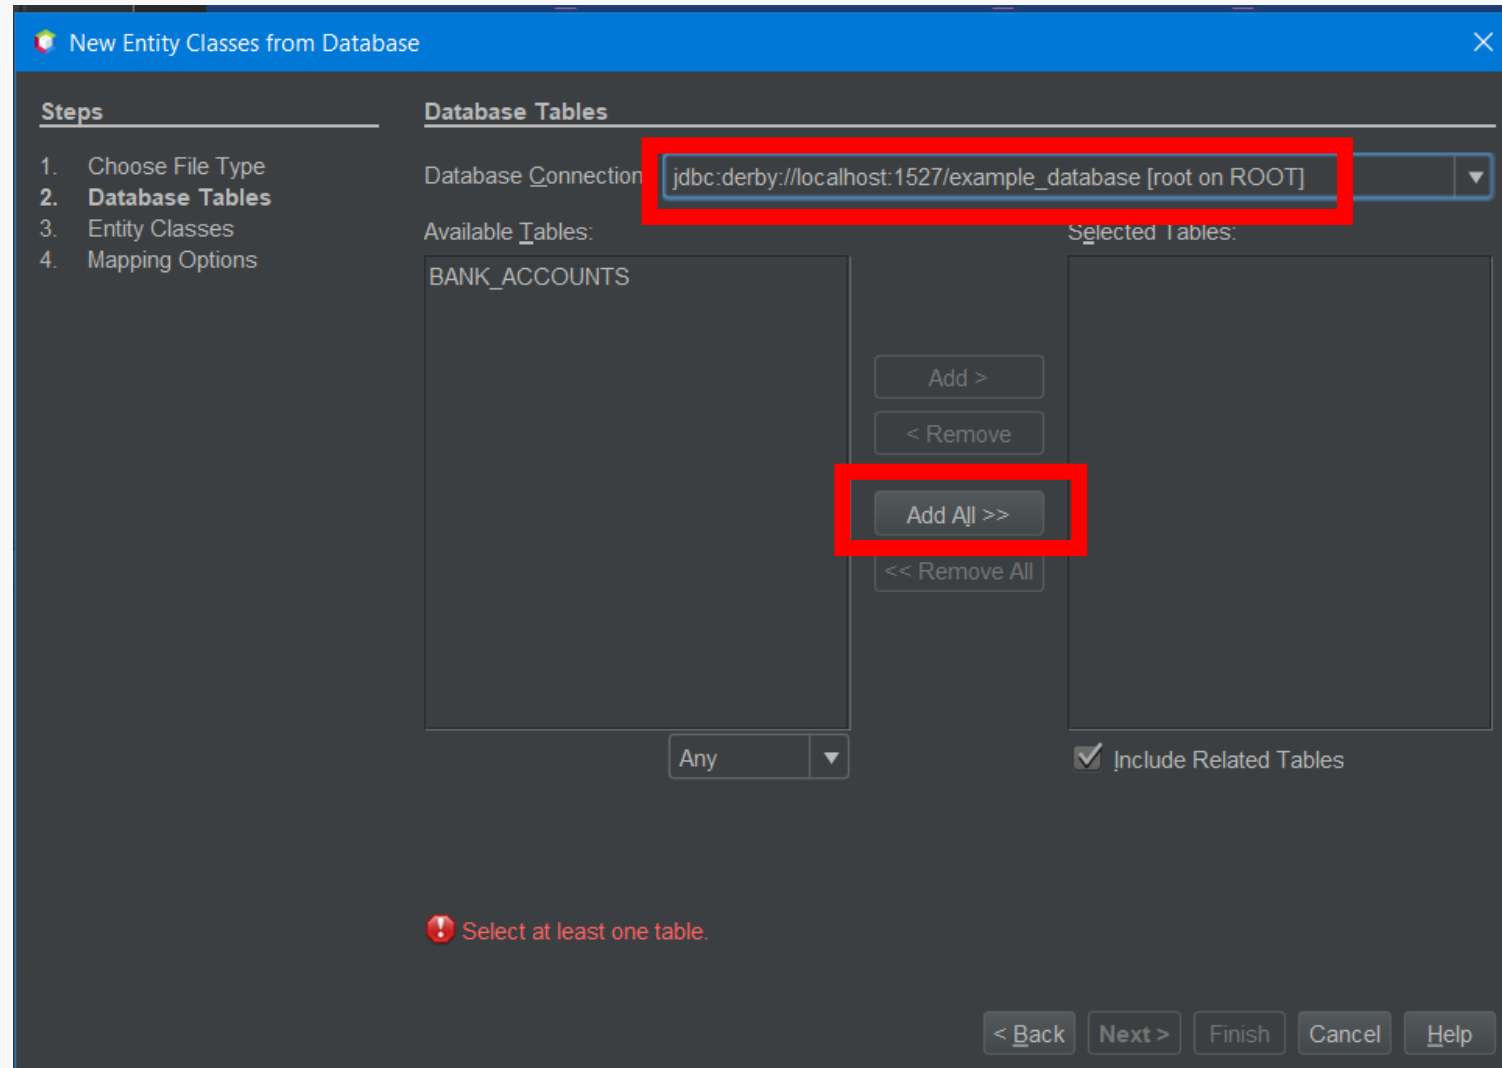 New Entity Classes from Database
Steps
1. Choose File Type
2. Database Tables
3. Entity Classes
4. Mapping Options
Database Tables
Database Connection
jdbc:derby://localhost:1527/example_database [root on ROOT]
Available Tables:
Selected Tables:
BANK_ACCOUNTS
Add >
< Remove
Add All >>
<< Remove All
Any
Include Related Tables
Select at least one table.
< Back
Next >
Finish
Cancel
Help